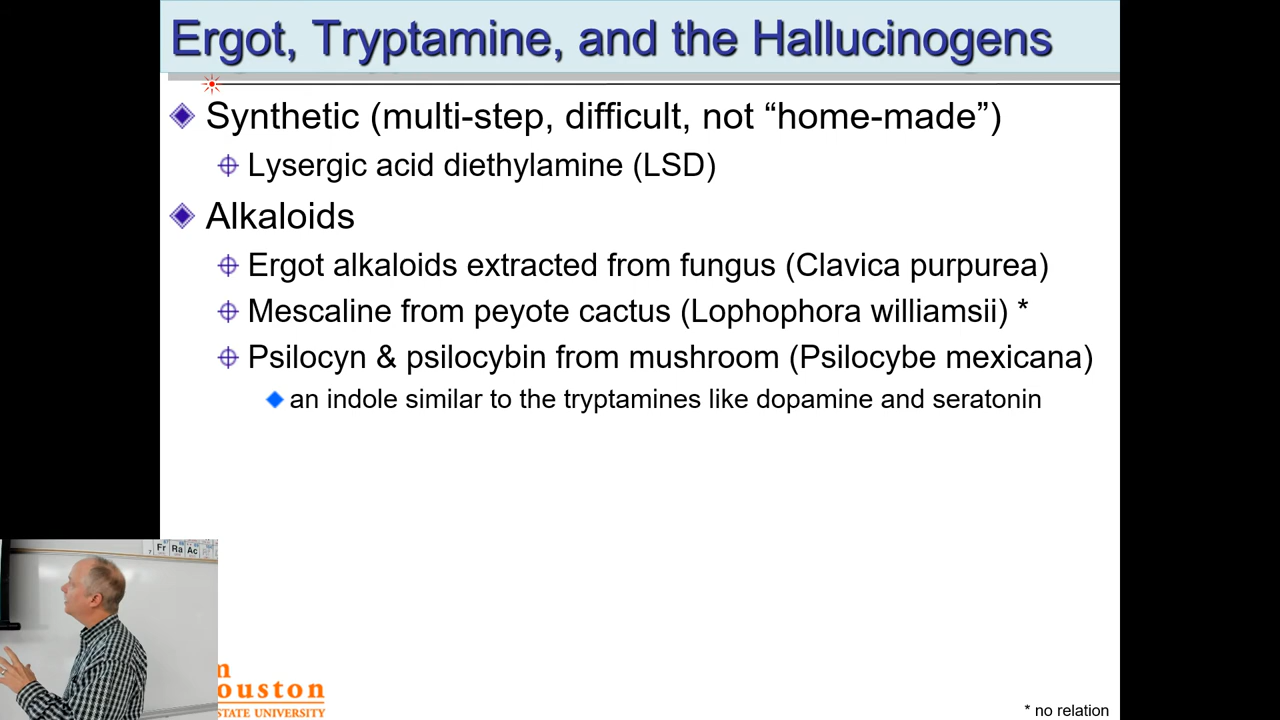 Ergot, Tryptamine, and the Hallucinogens
Synthetic (multi-step, difficult, not “home-made”)
Lysergic acid diethylamine (LSD)
Alkaloids
Ergot alkaloids extracted from fungus (Clavica purpurea)
Mescaline from peyote cactus (Lophophora williamsii) *
Psilocyn & psilocybin from mushroom (Psilocybe mexicana)
an indole similar to the tryptamines like dopamine and seratonin
7 Fr Ra Ac
n
ouston
STATE UNIVERSITY
* no relation